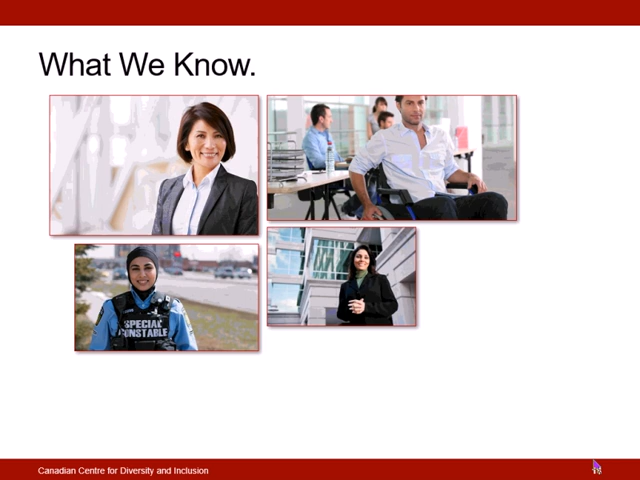 What We Know.
SPECIAL
CONSTABLE
Canadian Centre for Diversity and Inclusion